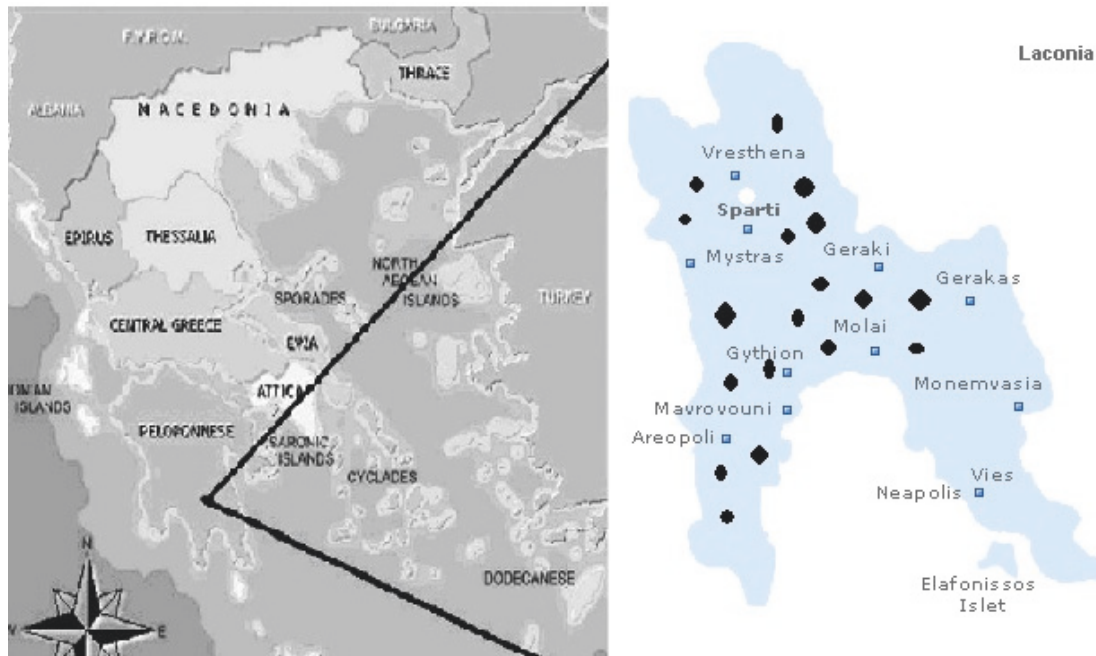 F.Y.R.O.M.
BULGARIA
THRACE
ALBANIA
MACEDONIA
EPIRUS
THESSALIA
NORTH
AEGEAN
ISLANDS
SPORADES
TURKEY
CENTRAL GREECE
EVIA
ATTICA
ISLANDS
PELOPONNESE
SARONIC
ISLANDS
CYCLADES
DODECANESE
N
E
Laconia
Vresthena
Sparti
Mystras
Geraki
Gerakas
Molai
Gythion
Monemvasia
Mavrovouni
Areopoli
Vies
Neapolis
Elafonissos
Islet